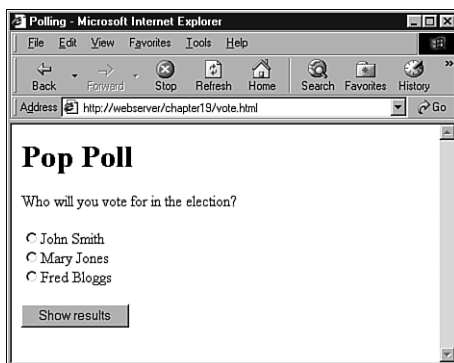 Polling - Microsoft Internet Explorer
File Edit View Favorites Tools Help
Back Forward Stop Refresh Home Search Favorites History »
Address http://webserver/chapter19/vote.html Go
Pop Poll
Who will you vote for in the election?
John Smith
Mary Jones
Fred Bloggs
Show results